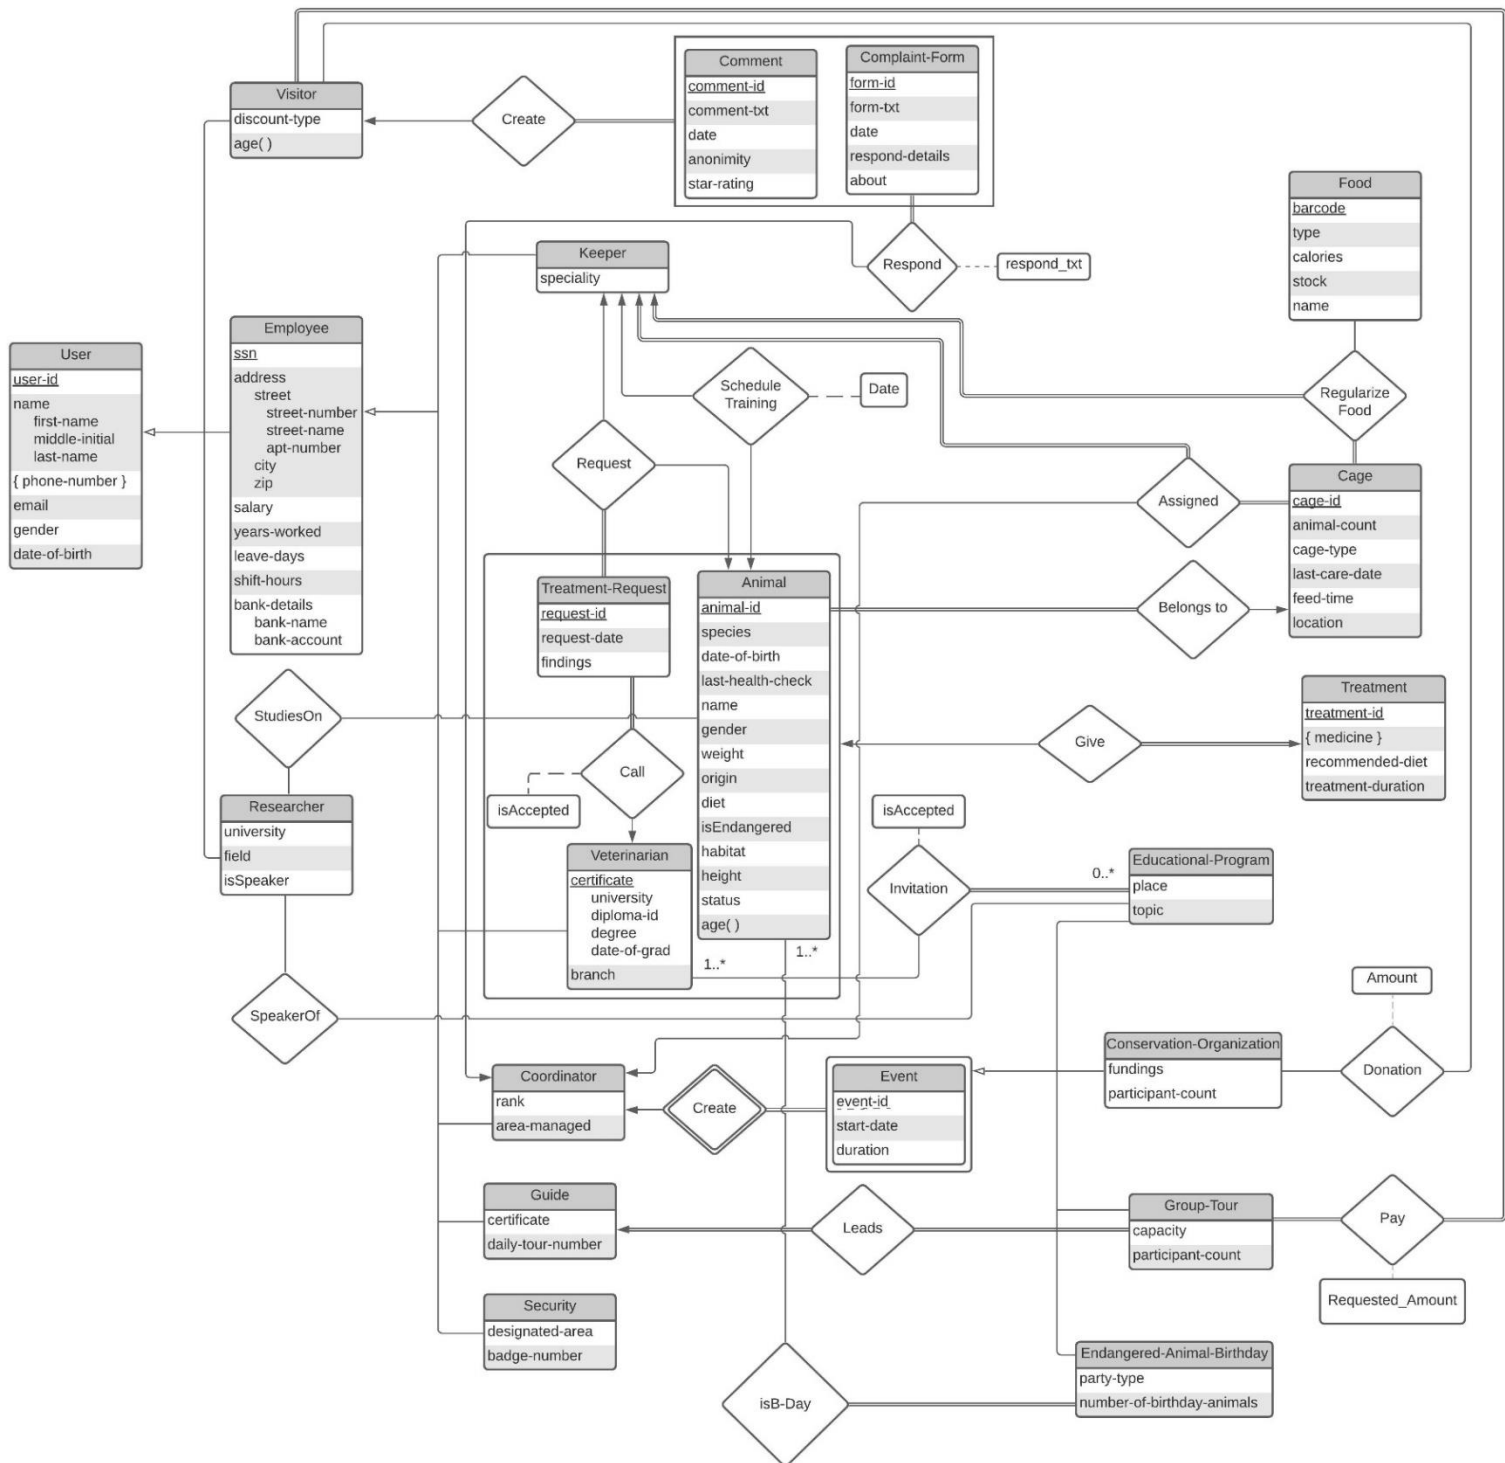 Visitor
discount-type
age( )
Create
Comment
comment-id
comment-txt
date
anonimity
star-rating
Complaint-Form
form-id
form-txt
date
respond-details
about
Food
barcode
type
calories
stock
name
Keeper
speciality
Respond
respond_txt
User
user-id
name
first-name
middle-initial
last-name
{ phone-number }
email
gender
date-of-birth
Employee
ssn
address
street
street-number
street-name
apt-number
city
zip
salary
years-worked
leave-days
shift-hours
bank-details
bank-name
bank-account
Schedule
Training
Date
Regularize
Food
Request
Assigned
Cage
cage-id
animal-count
cage-type
last-care-date
feed-time
location
Treatment-Request
request-id
request-date
findings
Animal
animal-id
species
date-of-birth
last-health-check
name
gender
weight
origin
diet
isEndangered
habitat
height
status
age( )
Belongs to
StudiesOn
Give
Treatment
treatment-id
{ medicine }
recommended-diet
treatment-duration
Call
isAccepted
isAccepted
Researcher
university
field
isSpeaker
Veterinarian
certificate
university
diploma-id
degree
date-of-grad
branch
Invitation
0..*
Educational-Program
place
topic
1..*
1..*
SpeakerOf
Amount
Coordinator
rank
area-managed
Create
Event
event-id
start-date
duration
Conservation-Organization
fundings
participant-count
Donation
Guide
certificate
daily-tour-number
Leads
Group-Tour
capacity
participant-count
Pay
Requested_Amount
Security
designated-area
badge-number
isB-Day
Endangered-Animal-Birthday
party-type
number-of-birthday-animals